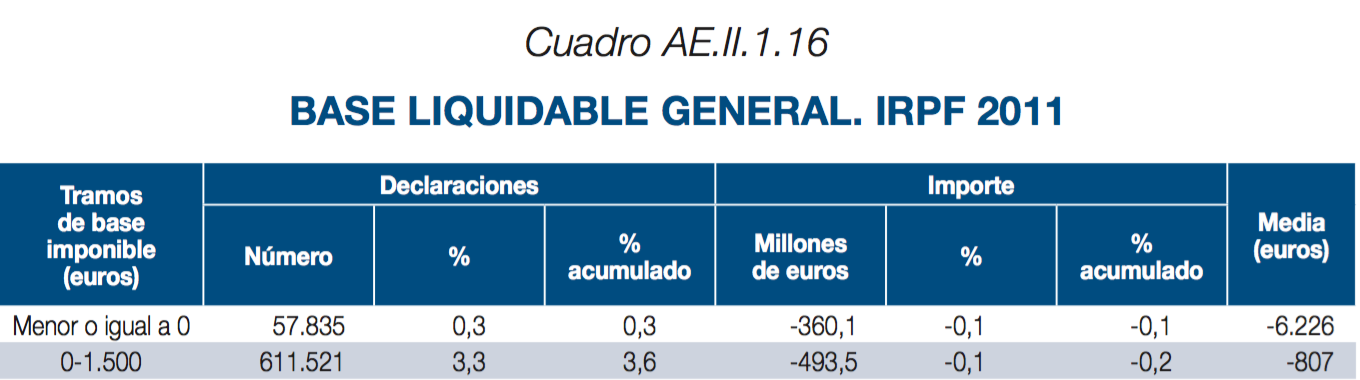 Cuadro AE.II.1.16
BASE LIQUIDABLE GENERAL. IRPF 2011
Tramos
de base
imponible
(euros)
Declaraciones
Importe
Media
(euros)
Número
%
%
acumulado
Millones
de euros
%
%
acumulado
Menor o igual a 0 57.835 0,3 0,3 -360,1 -0,1 -0,1 -6.226
0-1.500 611.521 3,3 3,6 -493,5 -0,1 -0,2 -807